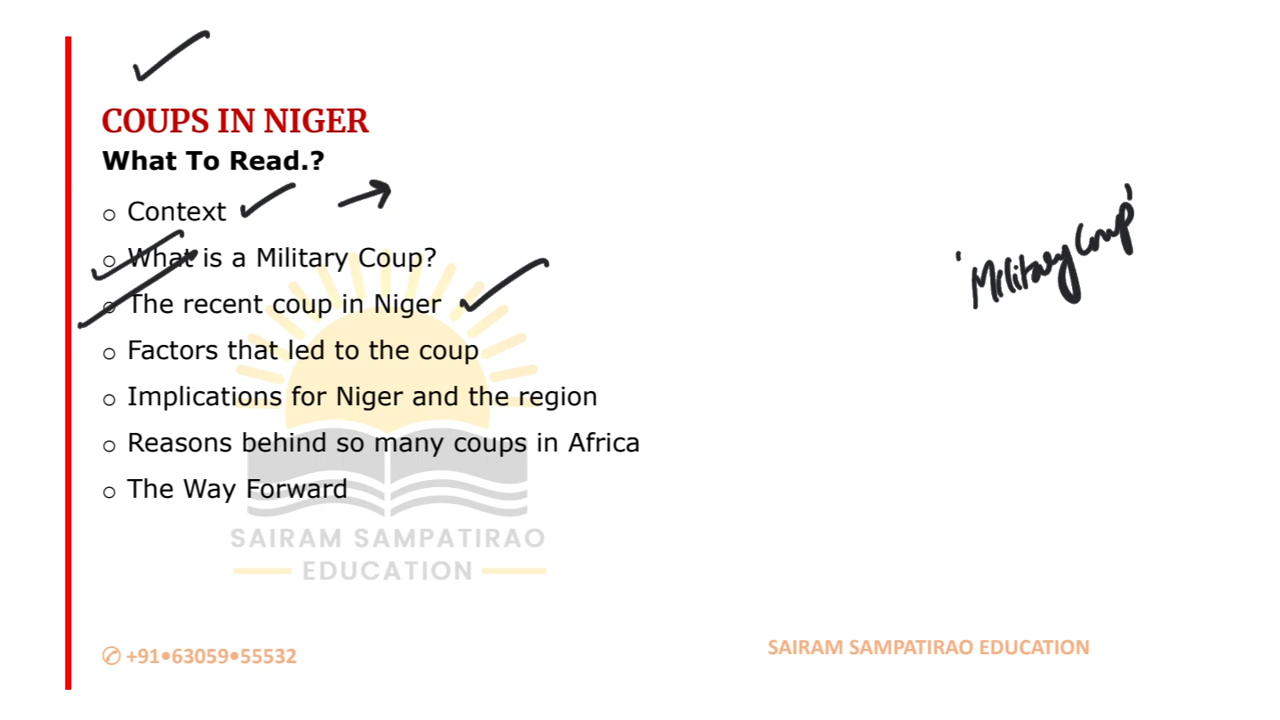 COUPS IN NIGER
What To Read.?
o Context
o What is a Military Coup?
o The recent coup in Niger
o Factors that led to the coup
o Implications for Niger and the region
o Reasons behind so many coups in Africa
o The Way Forward
'Military Coup'
SAIRAM SAMPATIRAO
EDUCATION
✆ +91•63059•55532
SAIRAM SAMPATIRAO EDUCATION